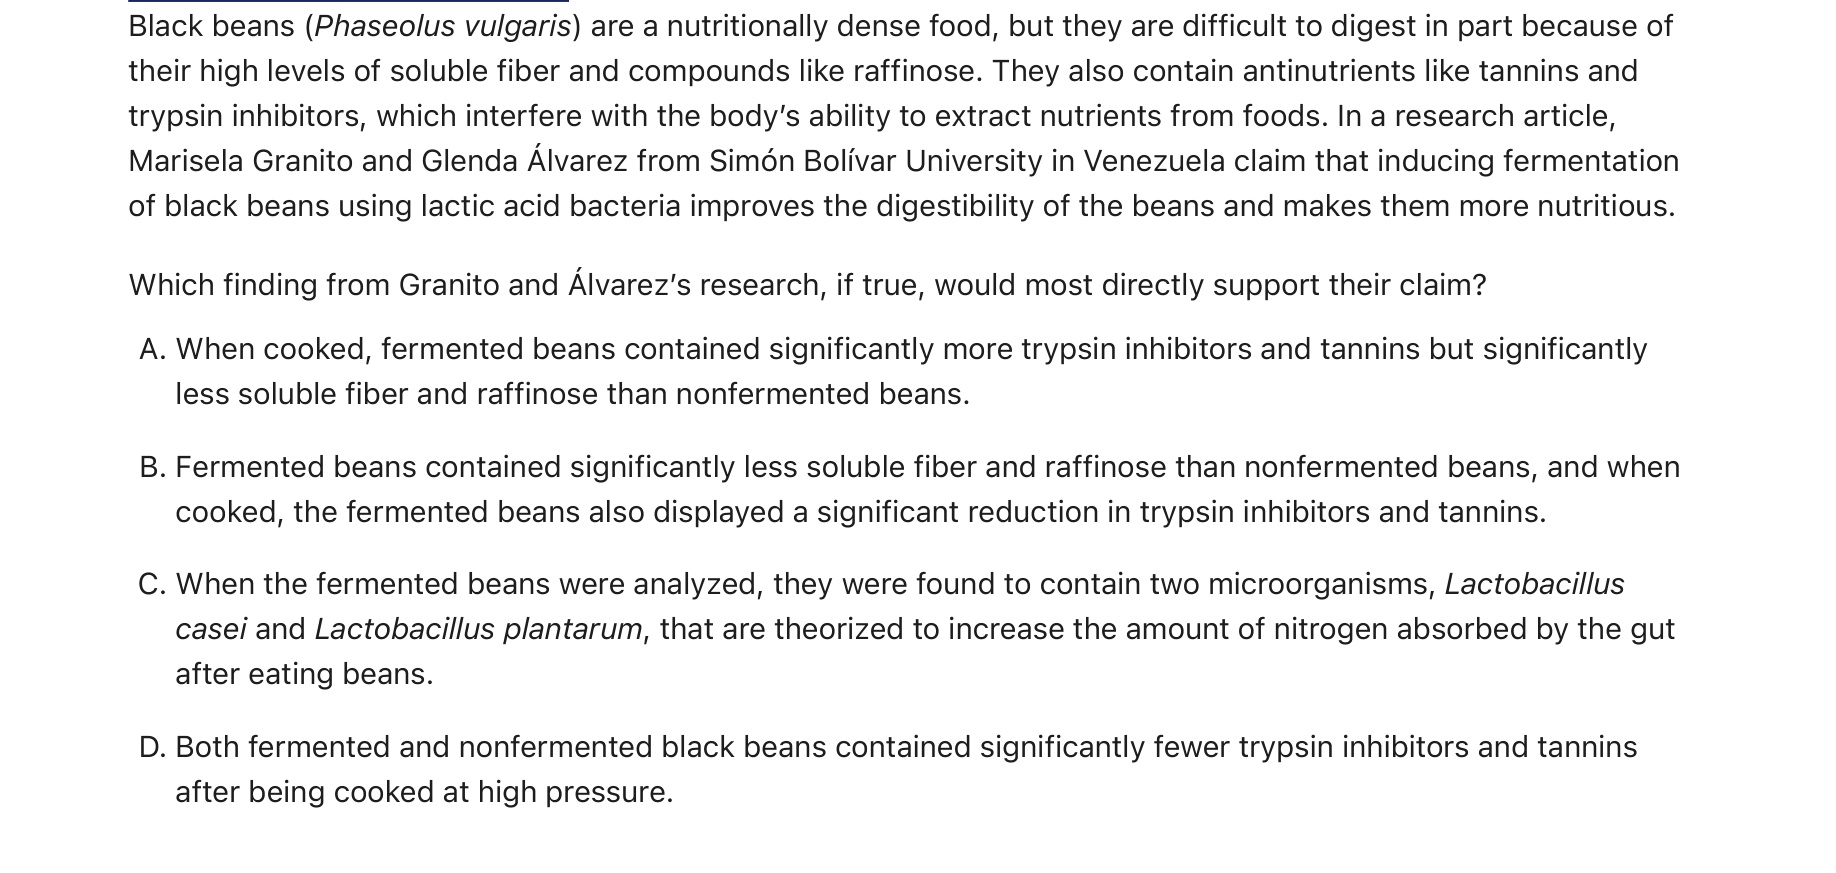 Black beans (Phaseolus vulgaris) are a nutritionally dense food, but they are difficult to digest in part because of
their high levels of soluble fiber and compounds like raffinose. They also contain antinutrients like tannins and
trypsin inhibitors, which interfere with the body’s ability to extract nutrients from foods. In a research article,
Marisela Granito and Glenda Álvarez from Simón Bolívar University in Venezuela claim that inducing fermentation
of black beans using lactic acid bacteria improves the digestibility of the beans and makes them more nutritious.
Which finding from Granito and Álvarez’s research, if true, would most directly support their claim?
A. When cooked, fermented beans contained significantly more trypsin inhibitors and tannins but significantly
less soluble fiber and raffinose than nonfermented beans.
B. Fermented beans contained significantly less soluble fiber and raffinose than nonfermented beans, and when
cooked, the fermented beans also displayed a significant reduction in trypsin inhibitors and tannins.
C. When the fermented beans were analyzed, they were found to contain two microorganisms, Lactobacillus
casei and Lactobacillus plantarum, that are theorized to increase the amount of nitrogen absorbed by the gut
after eating beans.
D. Both fermented and nonfermented black beans contained significantly fewer trypsin inhibitors and tannins
after being cooked at high pressure.